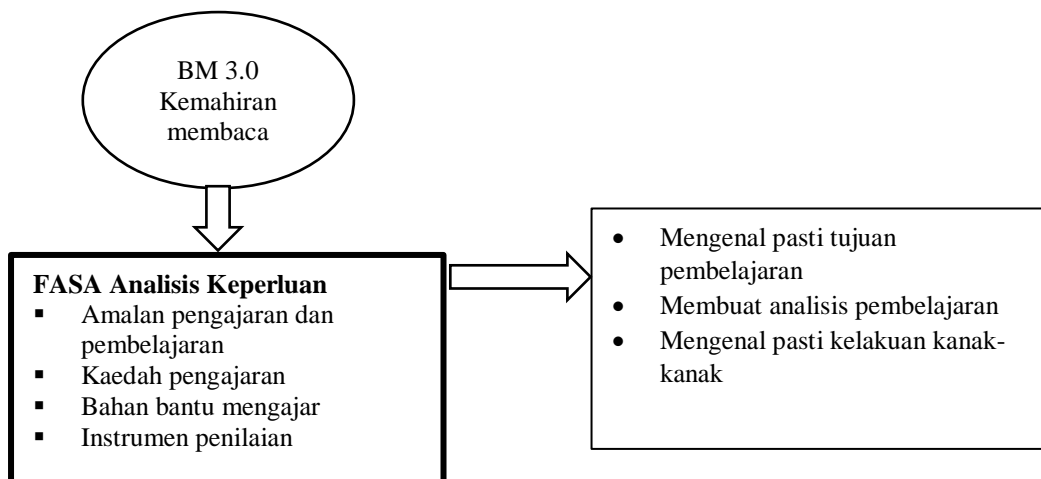 BM 3.0
Kemahiran
membaca
FASA Analisis Keperluan
▪ Amalan pengajaran dan
pembelajaran
▪ Kaedah pengajaran
▪ Bahan bantu mengajar
▪ Instrumen penilaian
• Mengenal pasti tujuan
pembelajaran
• Membuat analisis pembelajaran
• Mengenal pasti kelakuan kanak-
kanak